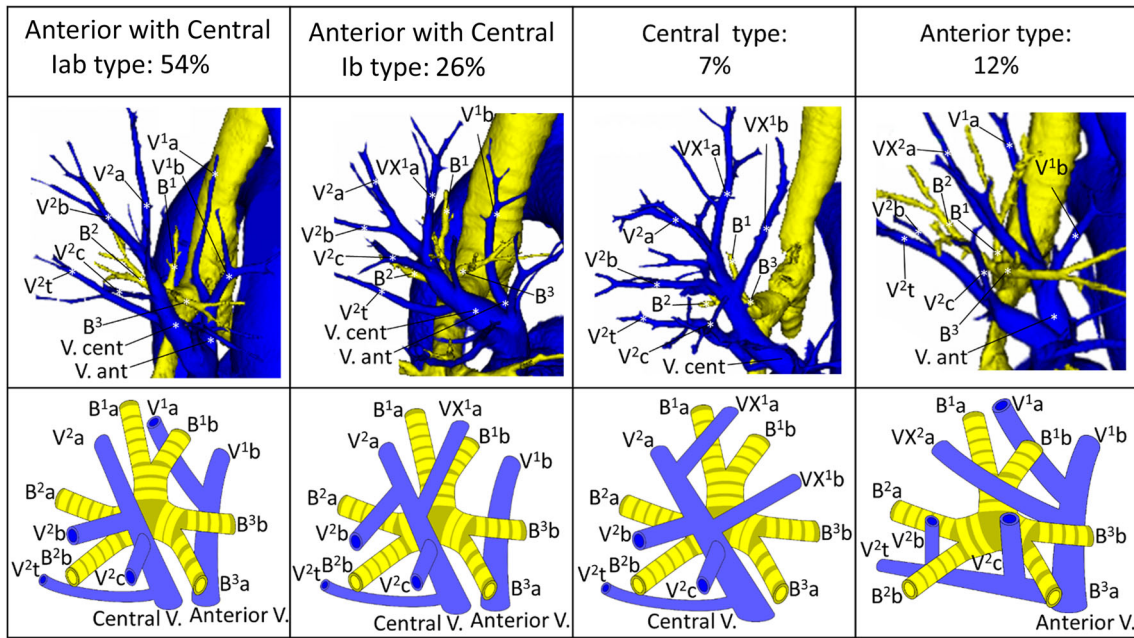 Anterior with Central
Iab type: 54%
Anterior with Central
Ib type: 26%
Central type:
7%
Anterior type:
12%
V¹a
V¹b
B¹
V²a
V²b
B²
V²c
V²t
B³
V. cent
V. ant
V¹b
B¹
VX¹a
V²a
V²b
V²c
B²
V²t
B³
V. cent
V. ant
VX¹b
VX¹a
B¹
V²a
V²b
B³
B²
V²t
V²c
V. cent
V¹a
VX²a
V¹b
B²
B¹
V²b
V²t
V²c
B³
V. ant
B¹a
V¹a
B¹b
V²a
V¹b
B²a
V²b
B³b
B²b
V²t
V²c
B³a
Central V.
Anterior V.
B¹a
VX¹a
V²a
B¹b
V¹b
B²a
V²b
B³b
B²b
V²t
V²c
B³a
Central V.
Anterior V.
B¹a
VX¹a
V²a
B¹b
VX¹b
B²a
V²b
B³b
V²t
B²b
V²c
B³a
Central V.
B¹a
V¹a
VX²a
B¹b
V¹b
B²a
V²t
V²b
B³b
V²c
B²b
B³a
Anterior V.